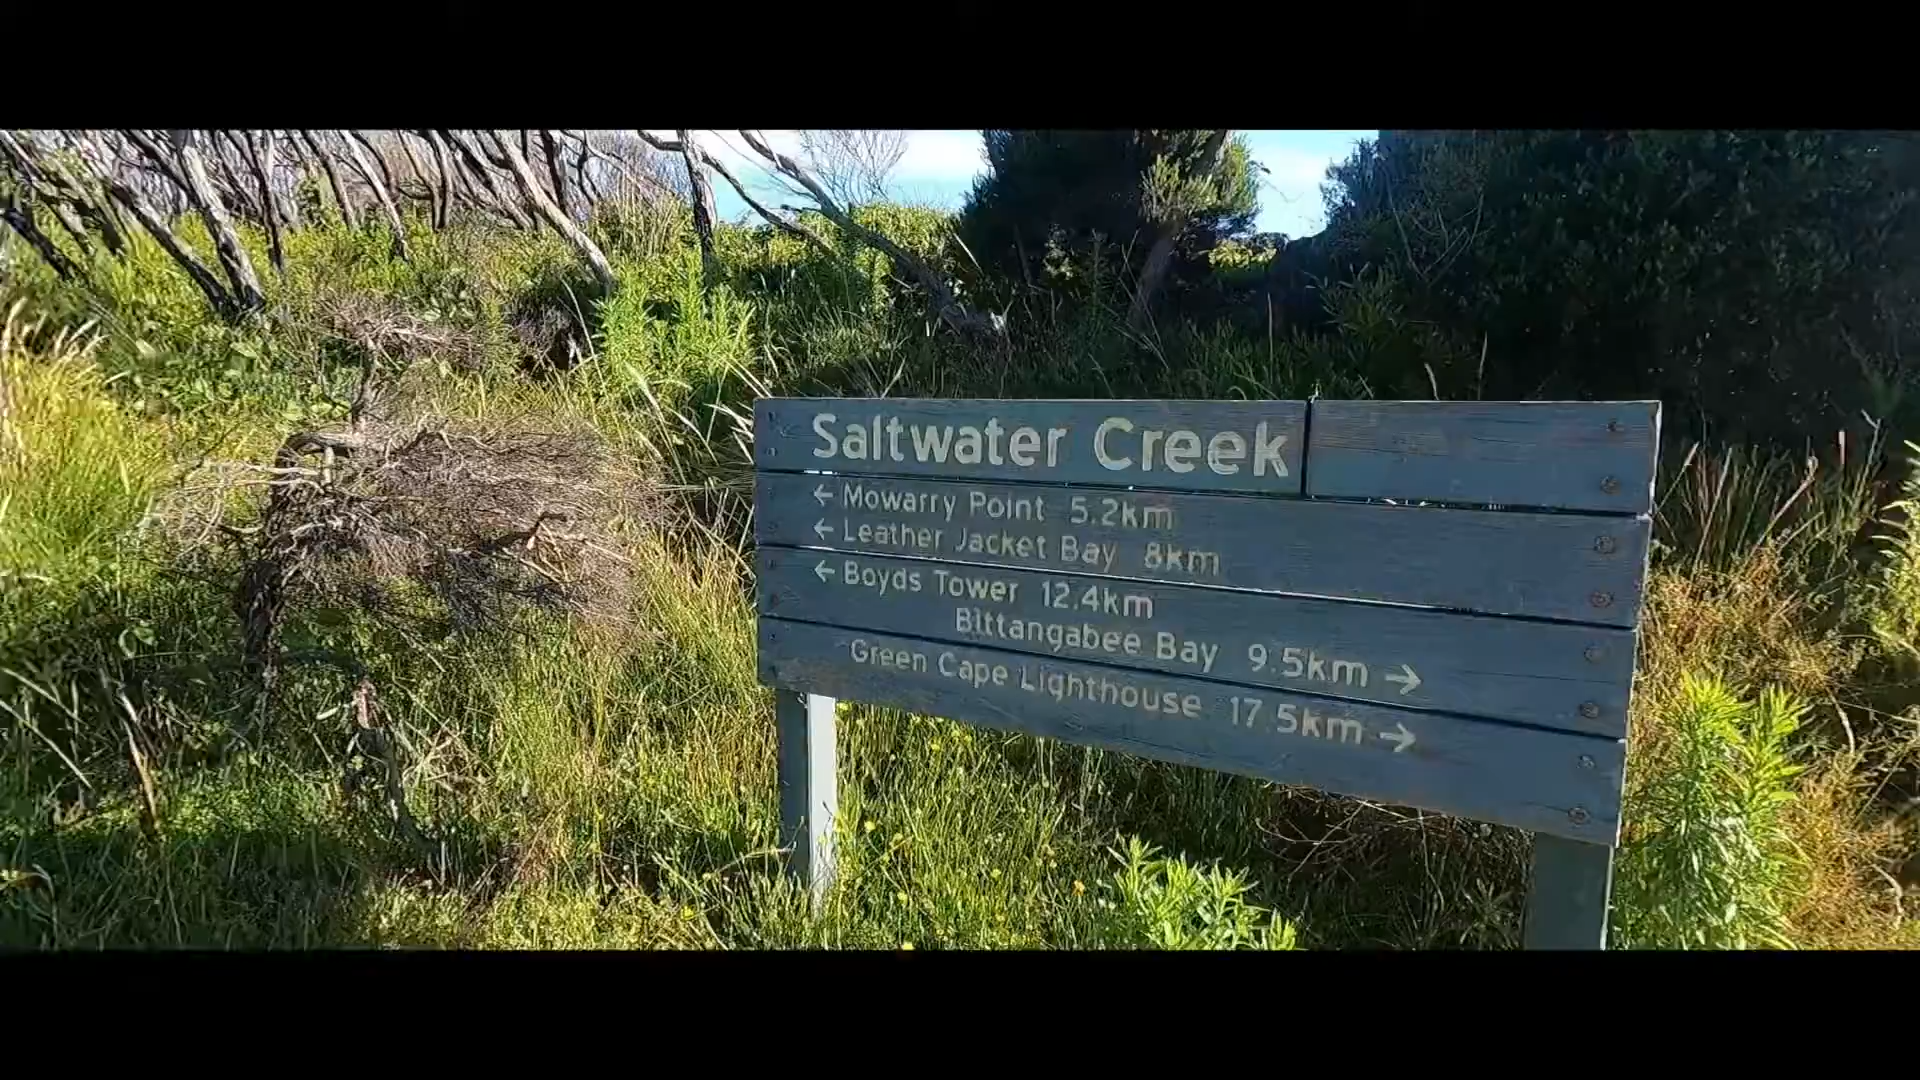 Saltwater Creek
← Mowarry Point 5.2km
← Leather Jacket Bay 8km
← Boyds Tower 12.4km
Bittangabee Bay 9.5km →
Green Cape Lighthouse 17.5km →